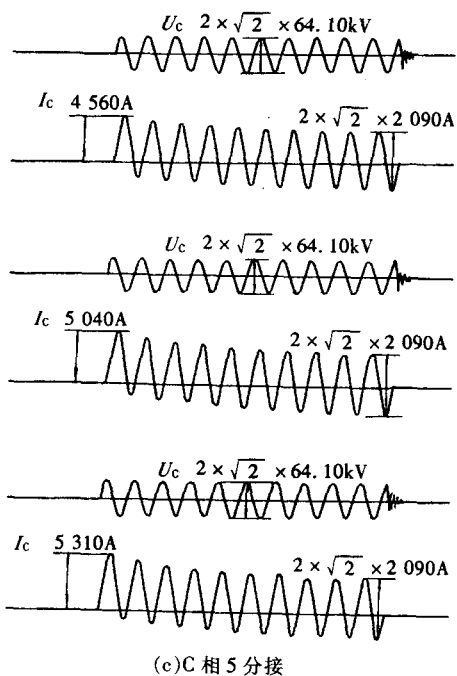 Uc 2×√2×64.10kV
Ic 4 560A 2×√2×2 090A
Uc 2×√2×64.10kV
Ic 5 040A 2×√2×2 090A
Uc 2×√2×64.10kV
Ic 5 310A 2×√2×2 090A
(c)C相5分接